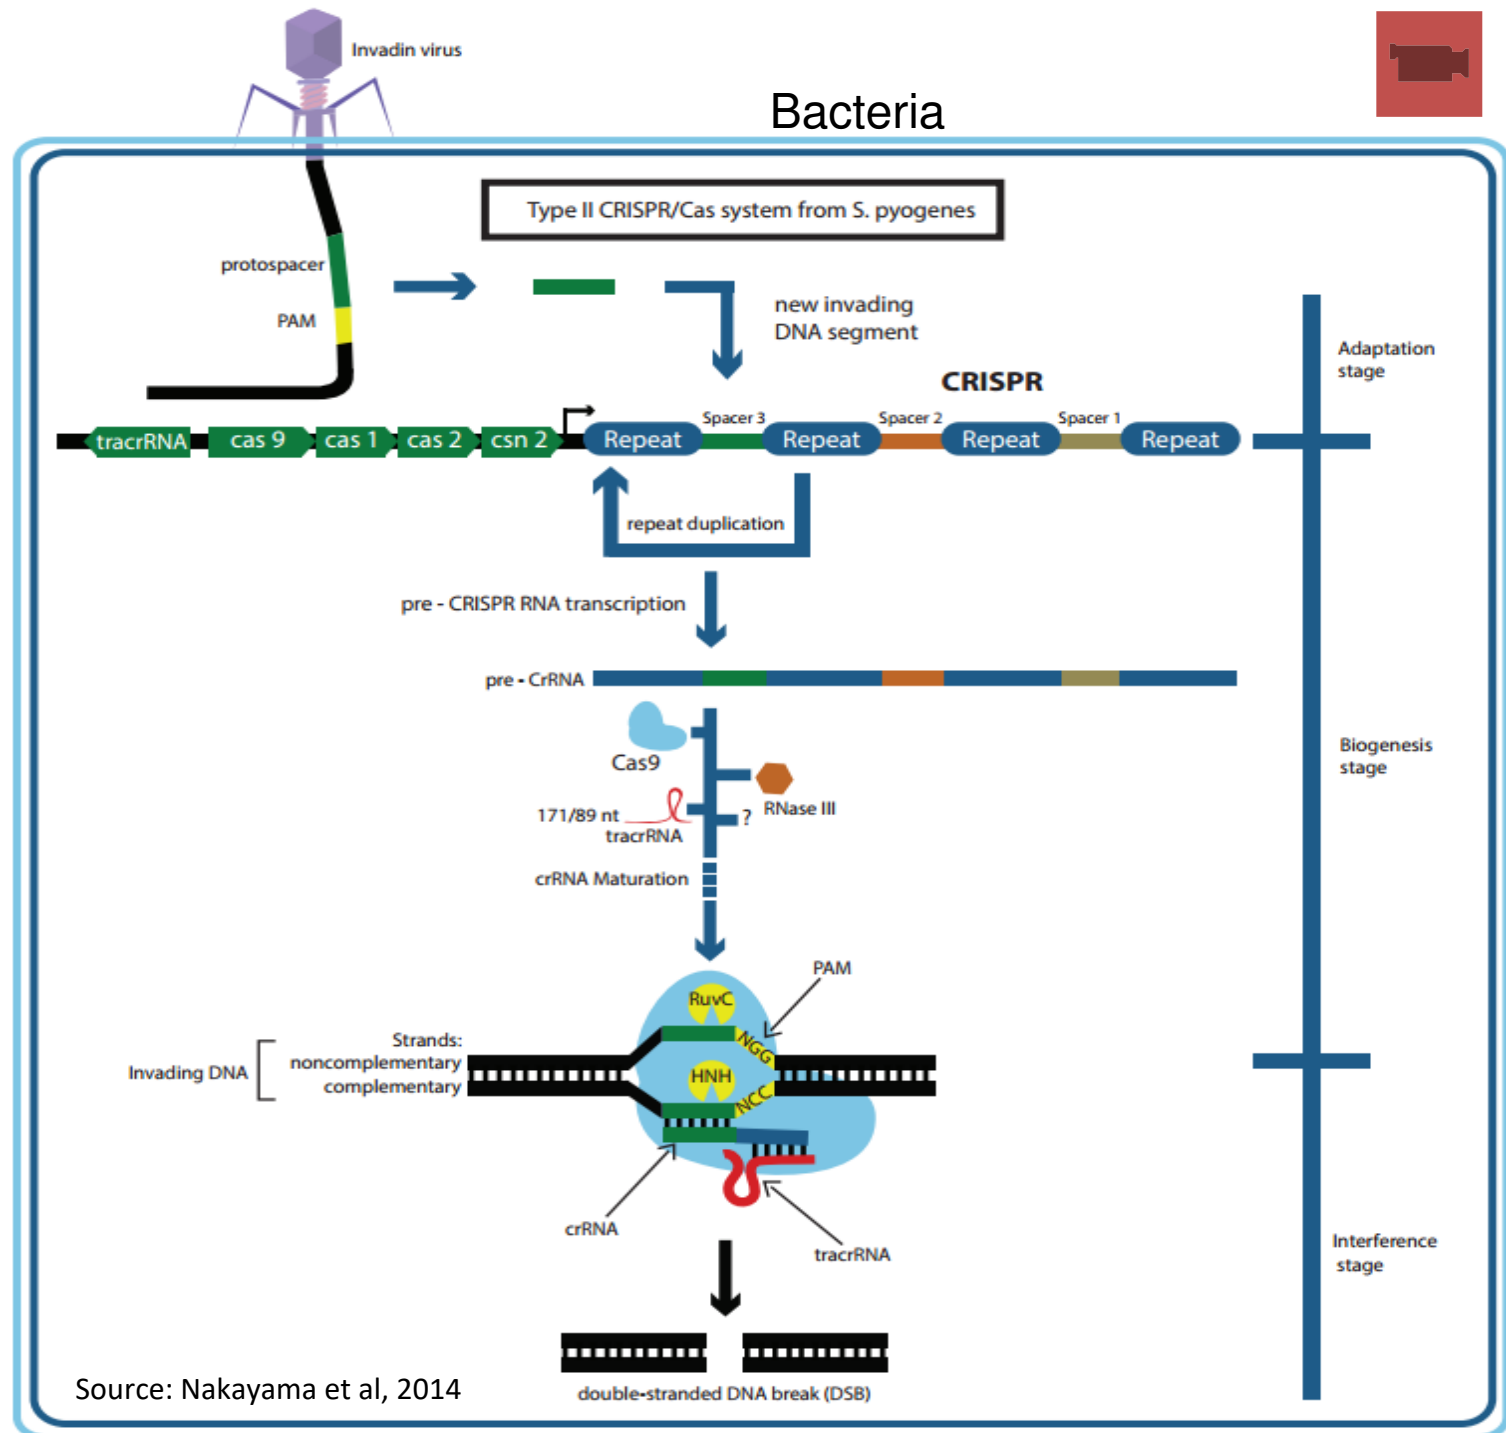 Invadin virus
Bacteria
Type II CRISPR/Cas system from S. pyogenes
protospacer
PAM
new invading
DNA segment
Adaptation
stage
CRISPR
Spacer 3
Spacer 2
Spacer 1
tracrRNA
cas 9
cas 1
cas 2
csn 2
Repeat
Repeat
Repeat
Repeat
repeat duplication
pre - CRISPR RNA transcription
pre - CrRNA
Cas9
RNase III
171/89 nt
tracrRNA
?
Biogenesis
stage
crRNA Maturation
PAM
RuvC
NGG
Strands:
noncomplementary
complementary
Invading DNA
HNH
NCC
crRNA
tracrRNA
Interference
stage
double-stranded DNA break (DSB)
Source: Nakayama et al, 2014